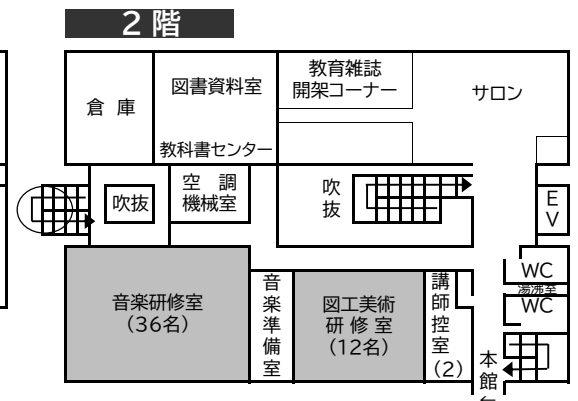 2階
倉庫
図書資料室
教科書センター
教育雑誌
開架コーナー
サロン
吹抜
空調
機械室
吹
抜
EV
WC
湯沸室
WC
音楽研修室
(36名)
音楽準備室
図工美術
研修室
(12名)
講師控室
(2)
本館